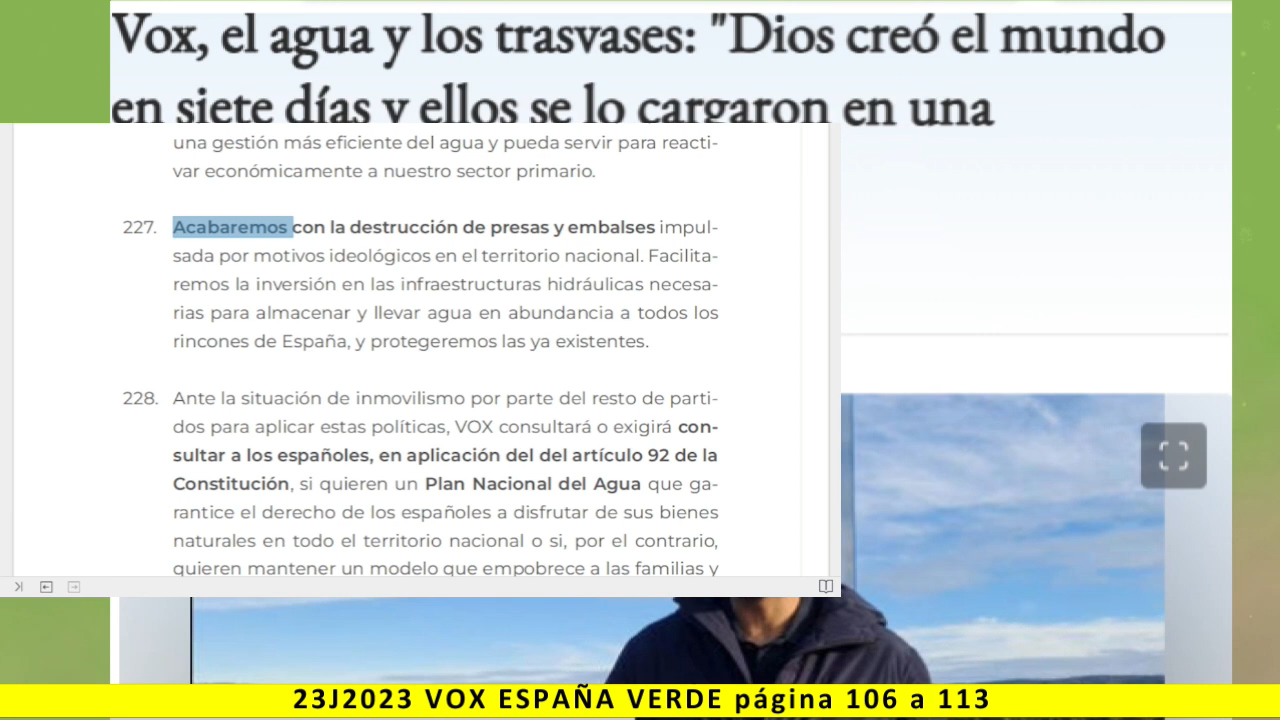 Vox, el agua y los trasvases: "Dios creó el mundo
en siete días y ellos se lo cargaron en una
una gestión más eficiente del agua y pueda servir para reacti-
var económicamente a nuestro sector primario.
227. Acabaremos con la destrucción de presas y embalses impul-
sada por motivos ideológicos en el territorio nacional. Facilita-
remos la inversión en las infraestructuras hidráulicas necesa-
rias para almacenar y llevar agua en abundancia a todos los
rincones de España, y protegeremos las ya existentes.
228. Ante la situación de inmovilismo por parte del resto de parti-
dos para aplicar estas políticas, VOX consultará o exigirá con-
sultar a los españoles, en aplicación del del artículo 92 de la
Constitución, si quieren un Plan Nacional del Agua que ga-
rantice el derecho de los españoles a disfrutar de sus bienes
naturales en todo el territorio nacional o si, por el contrario,
quieren mantener un modelo que empobrece a las familias y
23J2023 VOX ESPAÑA VERDE página 106 a 113